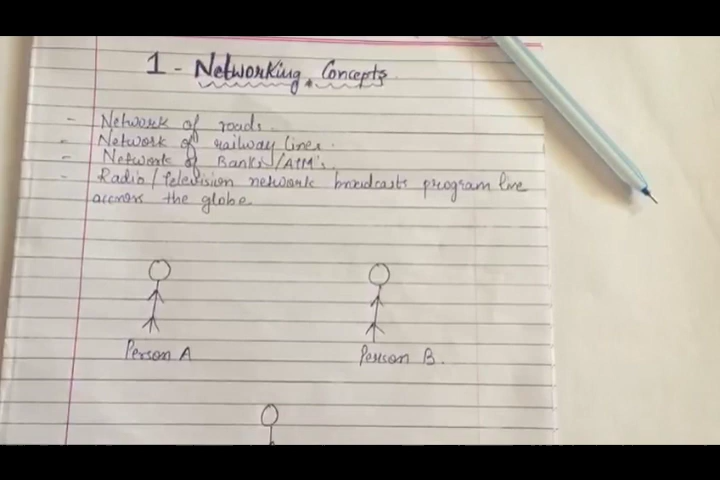 1 - Networking Concepts
- Network of roads.
- Network of railway lines.
- Network of Banks/ATM's.
- Radio/Television network broadcasts program live
accross the globe.
Person A
Person B.